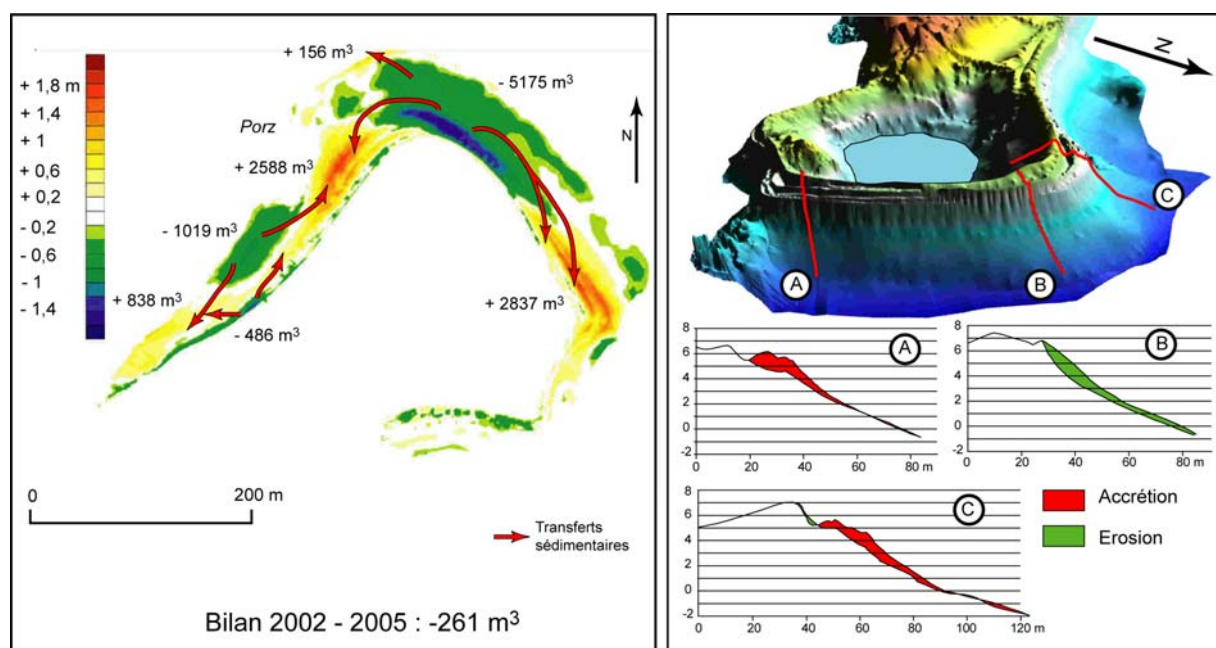 + 156 m³
- 5175 m³
+ 1,8 m
+ 1,4
+ 1
+ 0,6
+ 0,2
- 0,2
- 0,6
- 1
- 1,4
Porz
N
+ 2588 m³
- 1019 m³
+ 838 m³
- 486 m³
+ 2837 m³
0 200 m
Transferts
sédimentaires
Bilan 2002 - 2005 : -261 m³
N
A
B
C
A
8
6
4
2
0
-2
0 20 40 60 80 m
B
8
6
4
2
0
-2
0 20 40 60 80 m
C
8
6
4
2
0
-2
0 20 40 60 80 100 120 m
Accrétion
Erosion